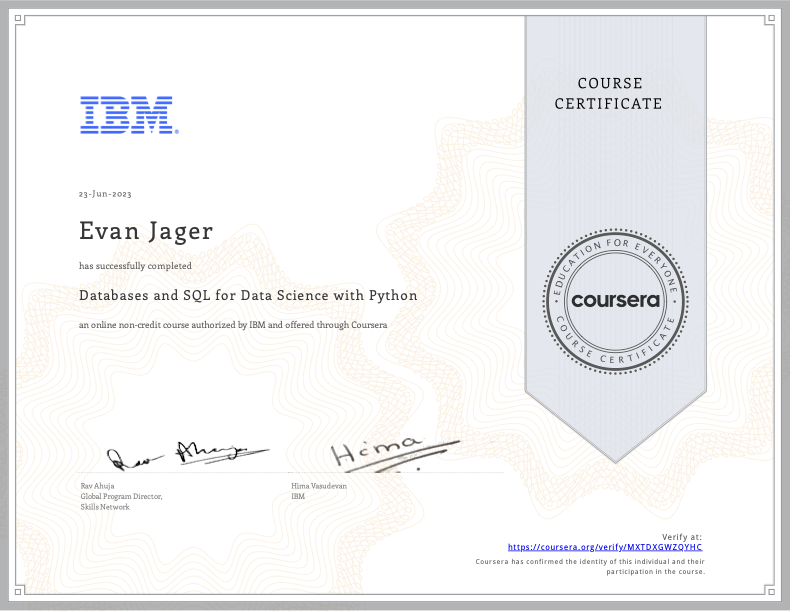 COURSE
CERTIFICATE
IBM®
23-Jun-2023
Evan Jager
has successfully completed
Databases and SQL for Data Science with Python
an online non-credit course authorized by IBM and offered through Coursera
EDUCATION FOR EVERYONE
coursera
COURSE CERTIFICATE
Rav Ahuja
Hima
Rav Ahuja
Global Program Director,
Skills Network
Hima Vasudevan
IBM
Verify at:
https://coursera.org/verify/MXTDXGWZQYHC
Coursera has confirmed the identity of this individual and their
participation in the course.